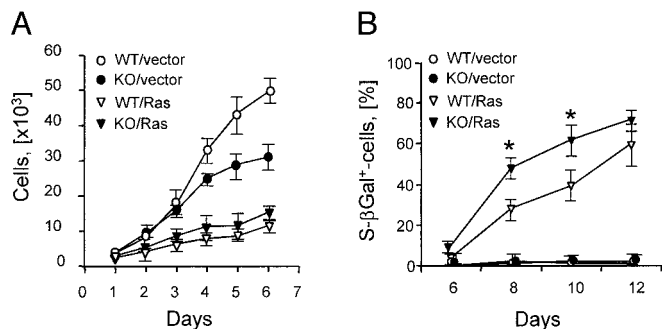 A
Cells, [x10³]
60
50
40
30
20
10
0
WT/vector
KO/vector
WT/Ras
KO/Ras
0 1 2 3 4 5 6 7
Days
B
S-βGal⁺-cells, [%]
100
80
60
40
20
0
WT/vector
KO/vector
WT/Ras
KO/Ras
*
*
6 8 10 12
Days